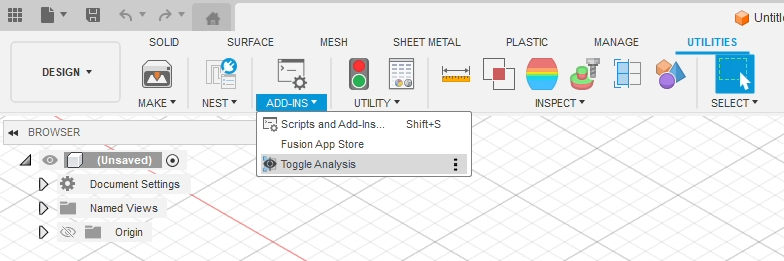 Untitl
SOLID SURFACE MESH SHEET METAL PLASTIC MANAGE UTILITIES
DESIGN
MAKE NEST ADD-INS UTILITY INSPECT SELECT
Scripts and Add-Ins... Shift+S
Fusion App Store
Toggle Analysis
BROWSER
(Unsaved)
Document Settings
Named Views
Origin